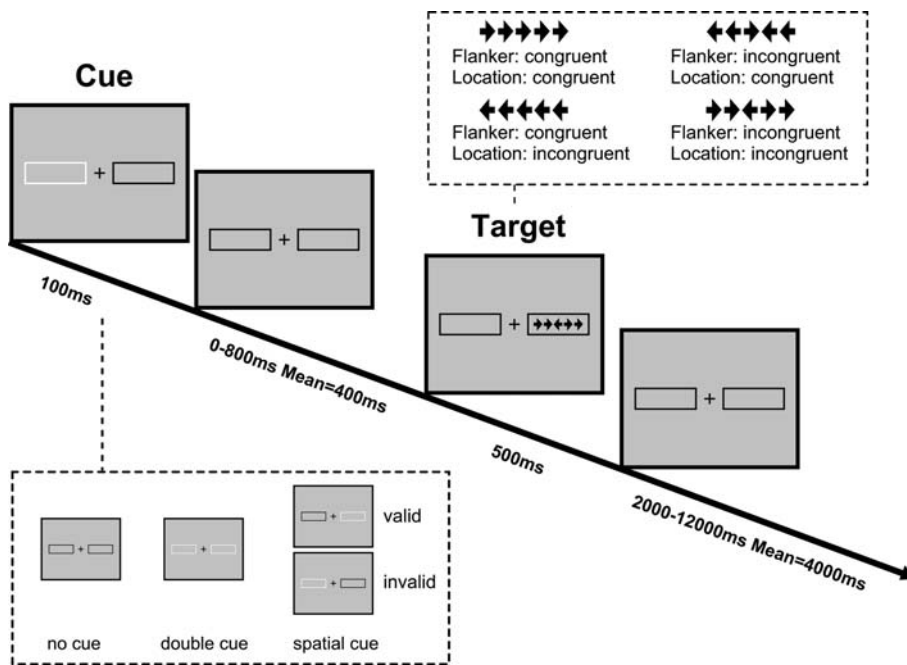 Flanker: congruent
Location: congruent
Flanker: incongruent
Location: congruent
Flanker: congruent
Location: incongruent
Flanker: incongruent
Location: incongruent
Cue
Target
100ms
0-800ms Mean=400ms
500ms
2000-12000ms Mean=4000ms
valid
invalid
no cue
double cue
spatial cue